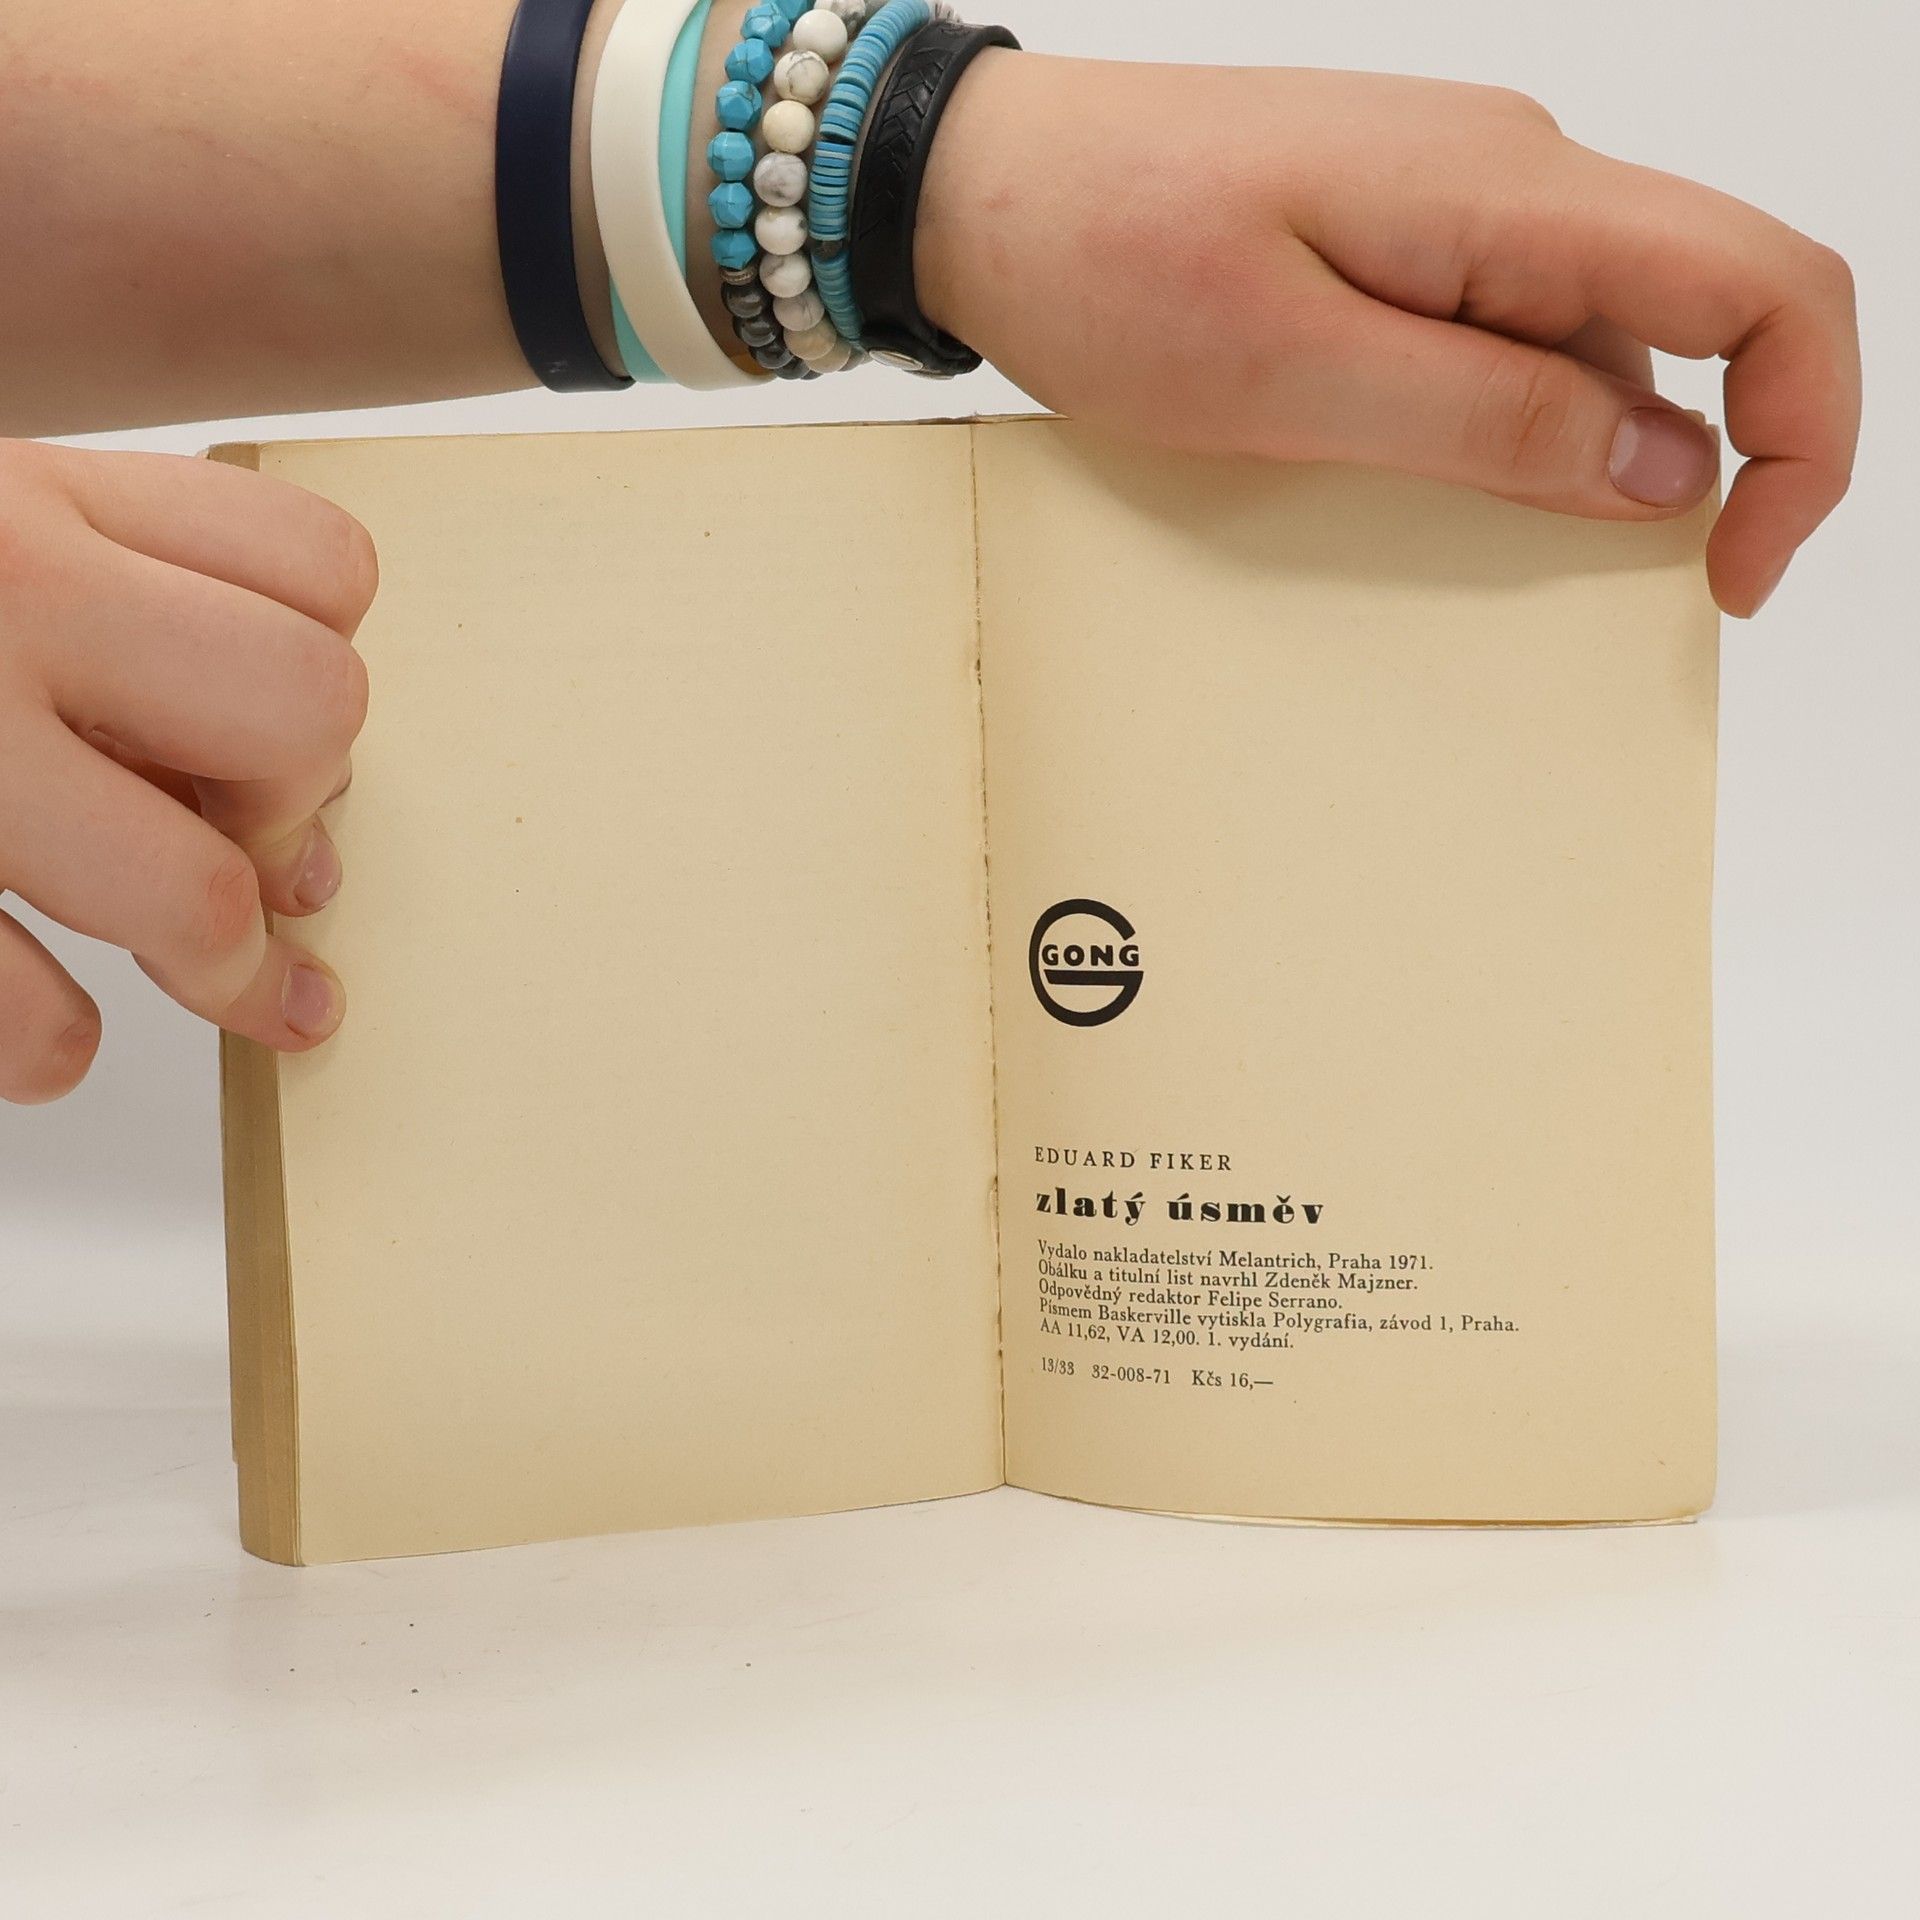 GONG
EDUARD FIKER
zlatý úsměv
Vydalo nakladatelství Melantrich, Praha 1971.
Obálku a titulní list navrhl Zdeněk Majzner.
Odpovědný redaktor Felipe Serrano.
Písmem Baskerville vytiskla Polygrafia, závod 1, Praha.
AA 11,62, VA 12,00. 1. vydání.
13/33 32-008-71 Kčs 16,—